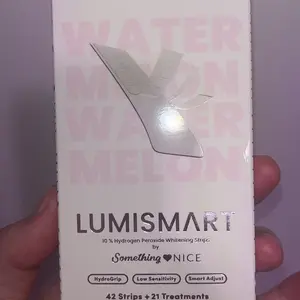 WATER
MELON
WATER
MELON
LUMISMART
10 % Hydrogen Peroxide Whitening Strips
by
Something♥NICE
HydroGrip
Low Sensitivity
Smart Adjust
42 Strips + 21 Treatments